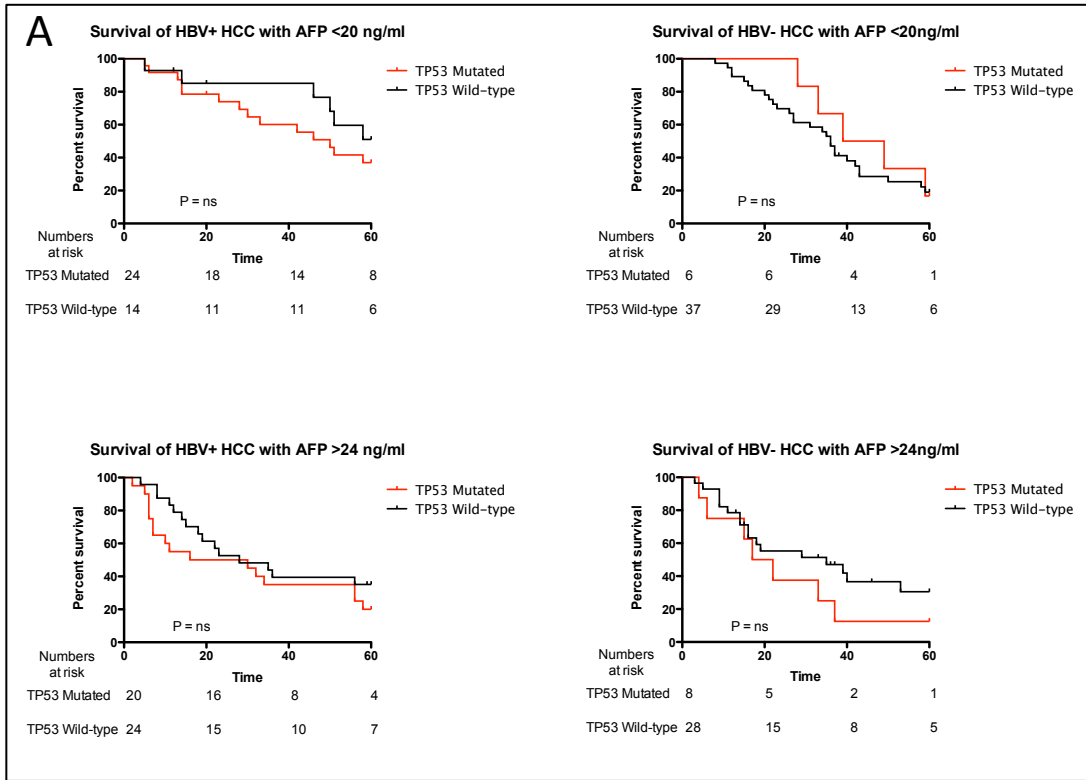 A
Survival of HBV+ HCC with AFP <20 ng/ml
100
80
60
40
20
0
Percent survival
TP53 Mutated
TP53 Wild-type
P = ns
0 20 40 60
Time
Numbers
at risk
TP53 Mutated 24 18 14 8
TP53 Wild-type 14 11 11 6
Survival of HBV- HCC with AFP <20ng/ml
100
80
60
40
20
0
Percent survival
TP53 Mutated
TP53 Wild-type
P = ns
0 20 40 60
Time
Numbers
at risk
TP53 Mutated 6 6 4 1
TP53 Wild-type 37 29 13 6
Survival of HBV+ HCC with AFP >24 ng/ml
100
80
60
40
20
0
Percent survival
TP53 Mutated
TP53 Wild-type
P = ns
0 20 40 60
Time
Numbers
at risk
TP53 Mutated 20 16 8 4
TP53 Wild-type 24 15 10 7
Survival of HBV- HCC with AFP >24ng/ml
100
80
60
40
20
0
Percent survival
TP53 Mutated
TP53 Wild-type
P = ns
0 20 40 60
Time
Numbers
at risk
TP53 Mutated 8 5 2 1
TP53 Wild-type 28 15 8 5